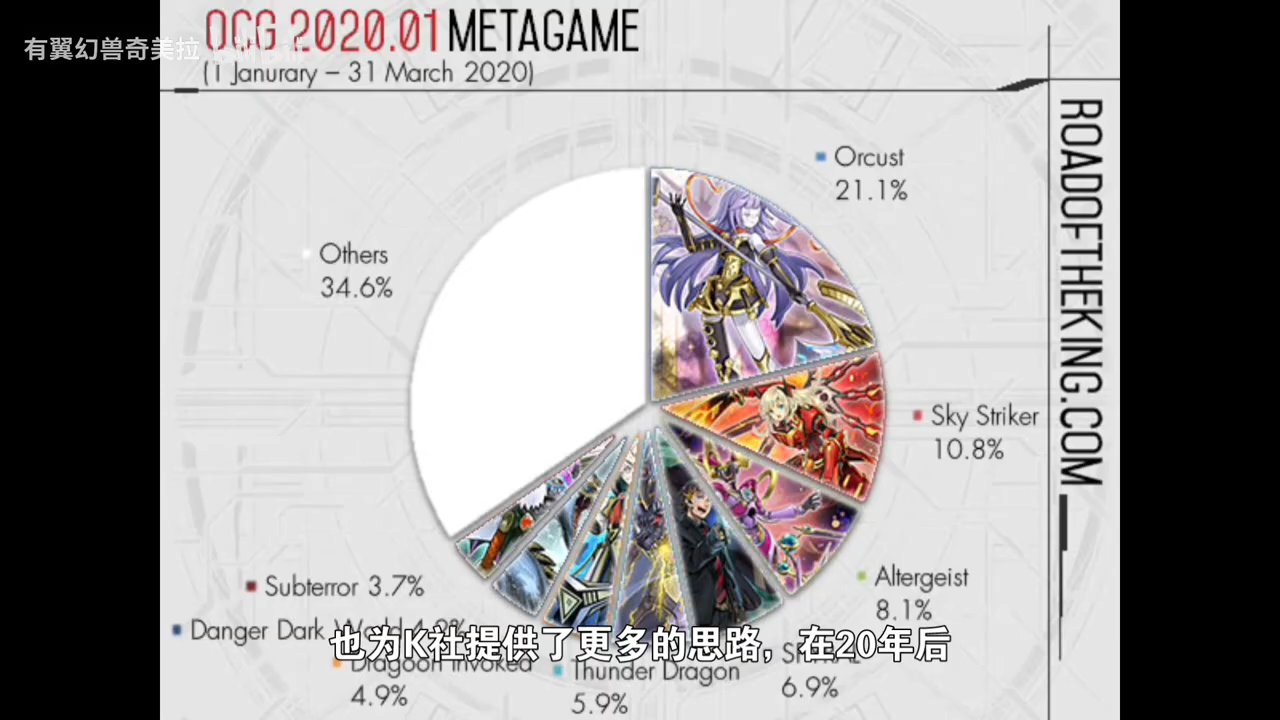 OCG 2020.01 METAGAME
有翼幻兽奇美拉
(1 Janurary – 31 March 2020)
ROADOFTHEKING.COM
Orcust
21.1%
Others
34.6%
Sky Striker
10.8%
Altergeist
8.1%
Subterror 3.7%
Danger Dark World
也为K社提供了更多的思路，在20年后
Dragoon Invoked
4.9%
Thunder Dragon
5.9%
6.9%